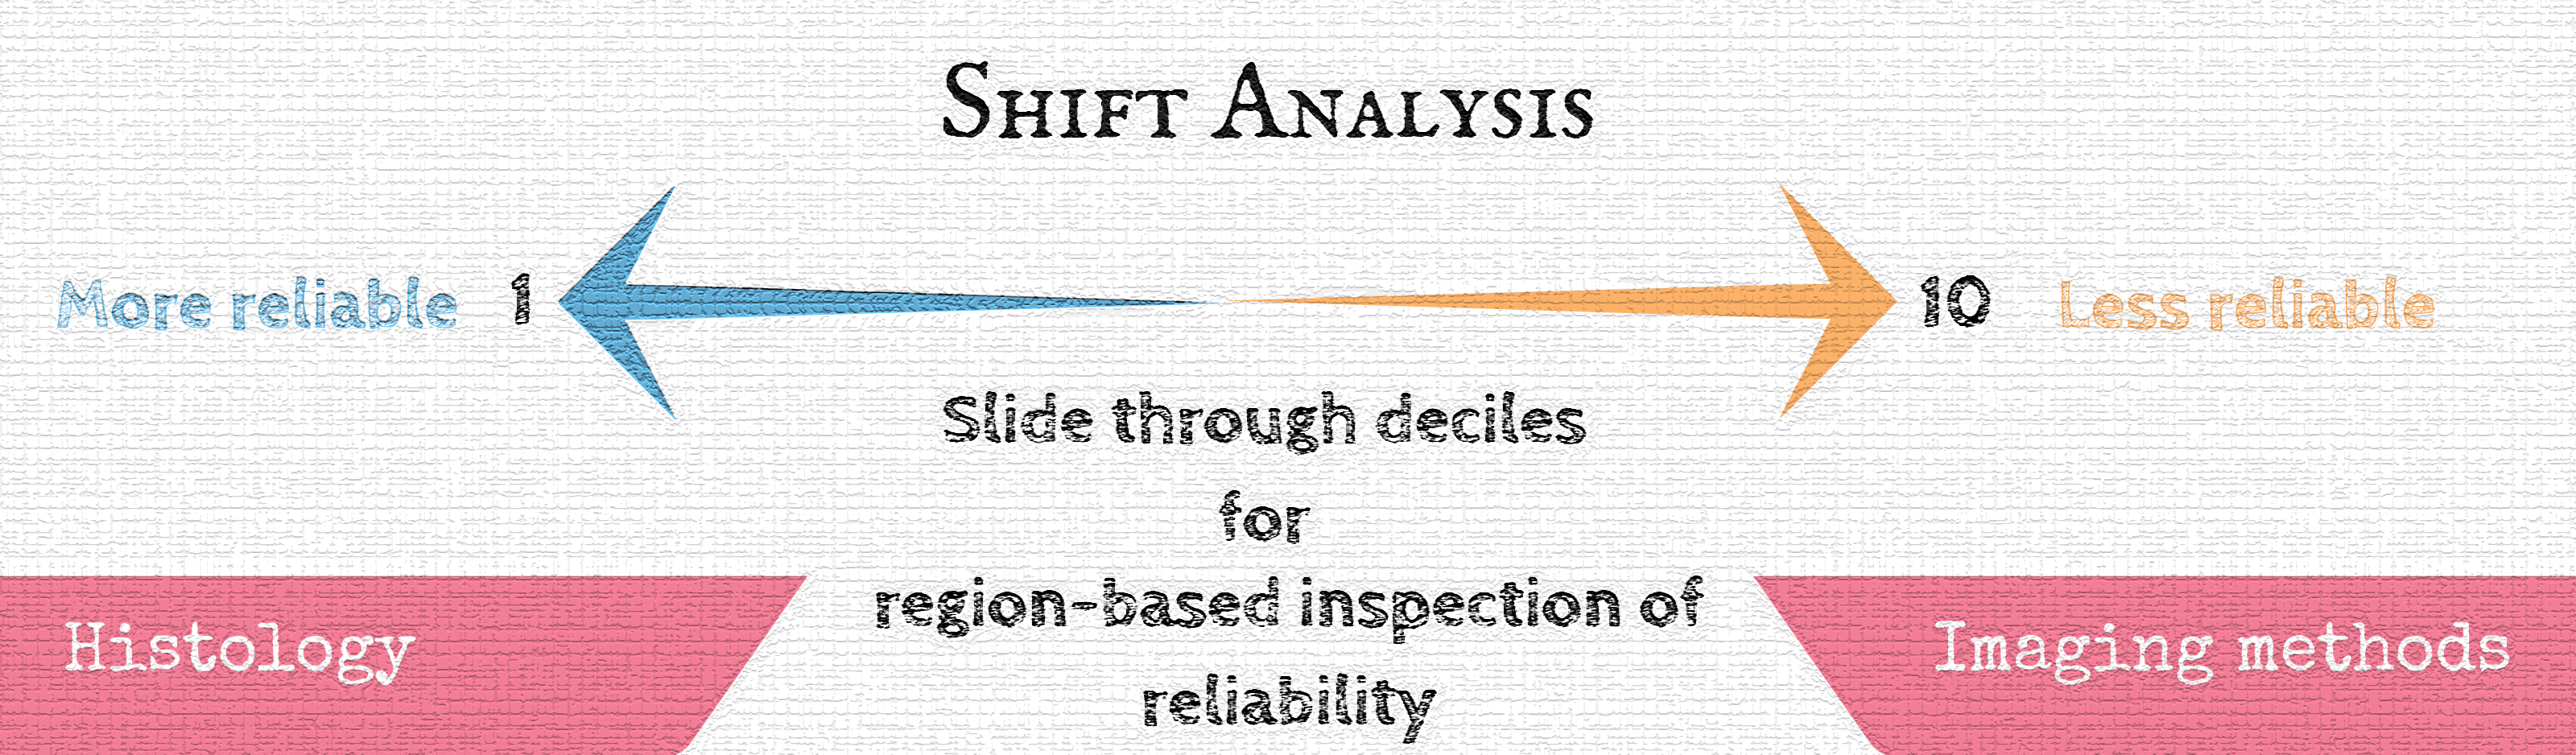 Shift Analysis
More reliable 1 10 Less reliable
Slide through deciles
for
region-based inspection of
reliability
Histology
Imaging methods